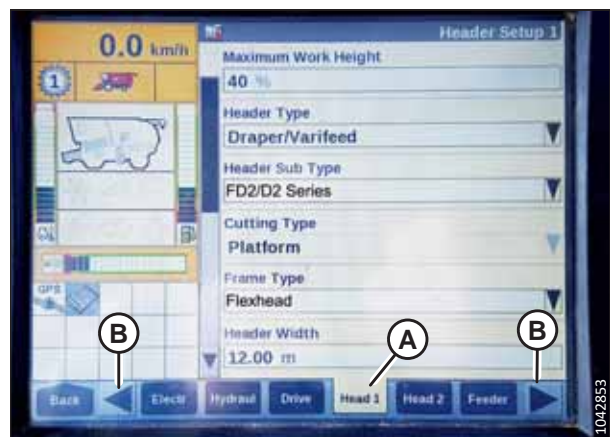 0.0 km/h
Header Setup 1
1
Maximum Work Height
40 %
Header Type
Draper/Varifeed
Header Sub Type
FD2/D2 Series
Cutting Type
Platform
Frame Type
Flexhead
GPS
Header Width
12.00 m
B
A
B
Back
Electr
Hydraul
Drive
Head 1
Head 2
Feeder
1042853